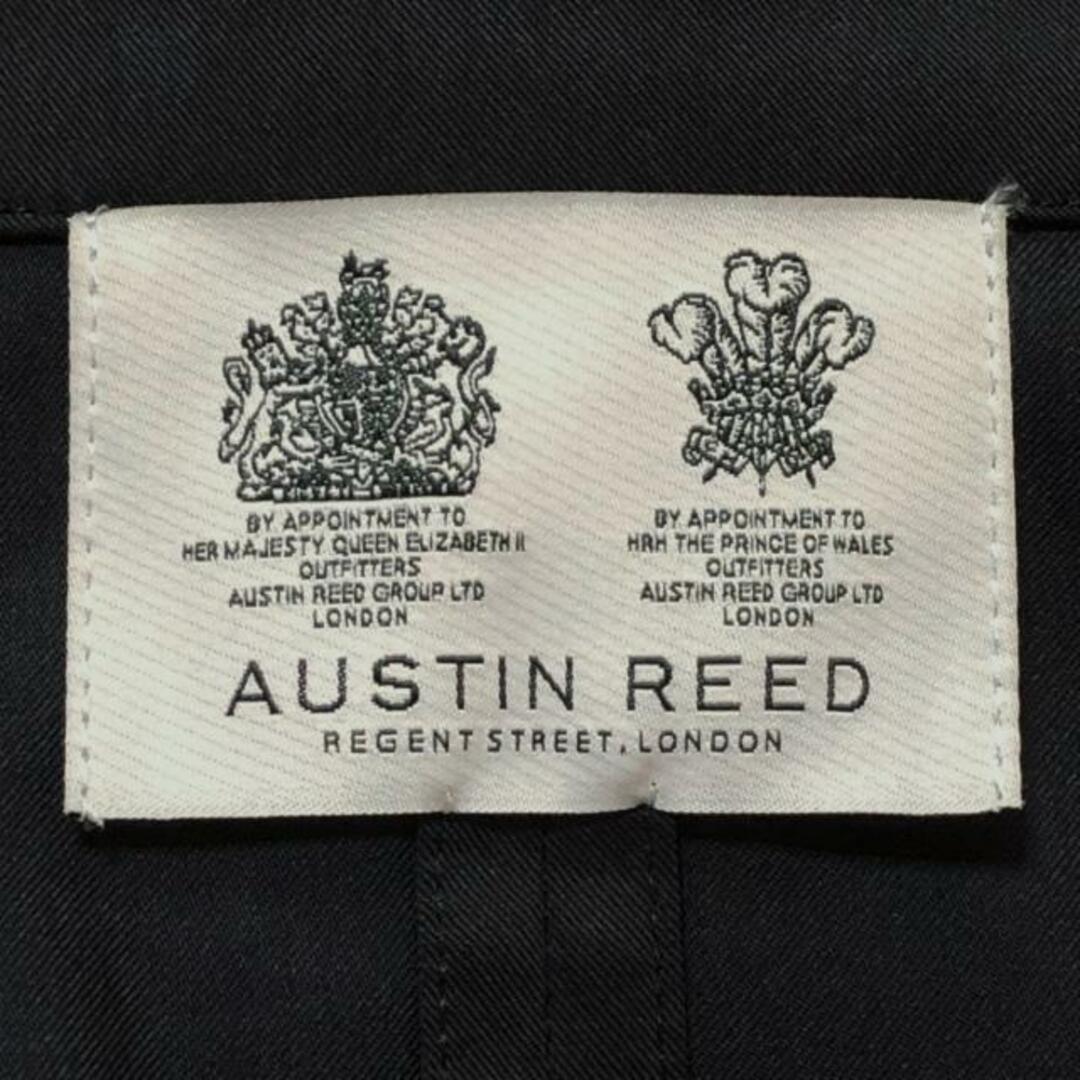 BY APPOINTMENT TO
HER MAJESTY QUEEN ELIZABETH II
OUTFITTERS
AUSTIN REED GROUP LTD
LONDON
BY APPOINTMENT TO
HRH THE PRINCE OF WALES
OUTFITTERS
AUSTIN REED GROUP LTD
LONDON
AUSTIN REED
REGENT STREET, LONDON